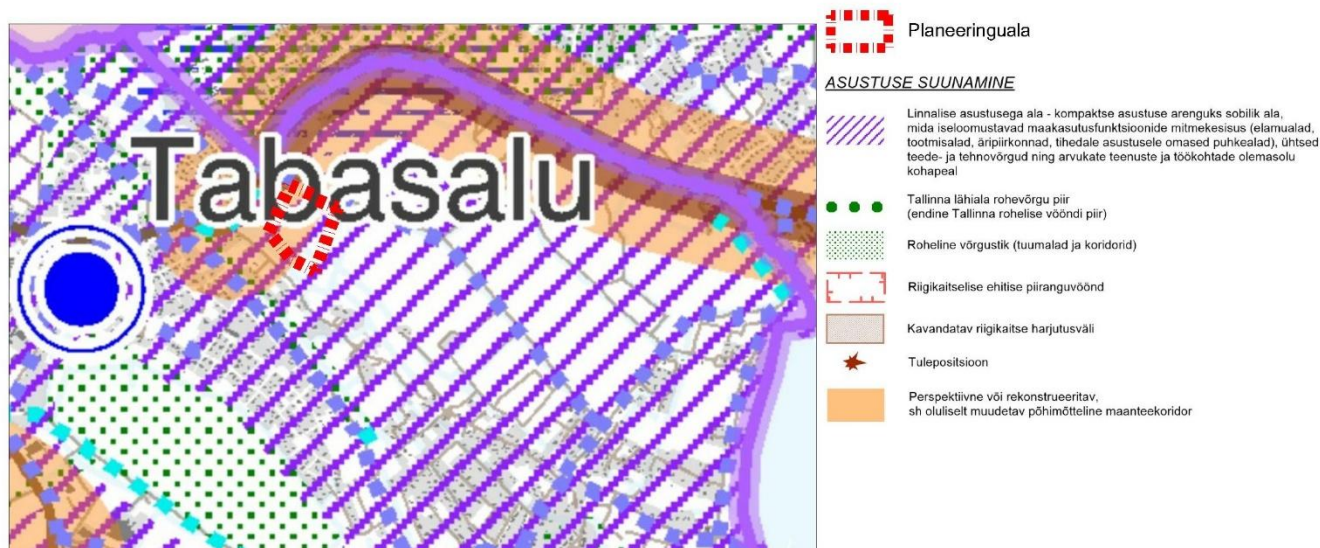 Tabasalu
Planeeringuala
ASUSTUSE SUUNAMINE
Linnalise asustusega ala - kompaktse asustuse arenguks sobilik ala,
mida iseloomustavad maakasutusfunktsioonide mitmekesisus (elamualad,
tootmisalad, äripiirkonnad, tihedale asustusele omased puhkealad), ühtsed
teede- ja tehnovõrgud ning arvukate teenuste ja töökohtade olemasolu
kohapeal
Tallinna lähiala rohevõrgu piir
(endine Tallinna rohelise vööndi piir)
Roheline võrgustik (tuumalad ja koridorid)
Riigikaitselise ehitise piiranguvöönd
Kavandatav riigikaitse harjutusväli
Tulepositsioon
Perspektiivne või rekonstrueeritav,
sh oluliselt muudetav põhimõtteline maanteekoridor